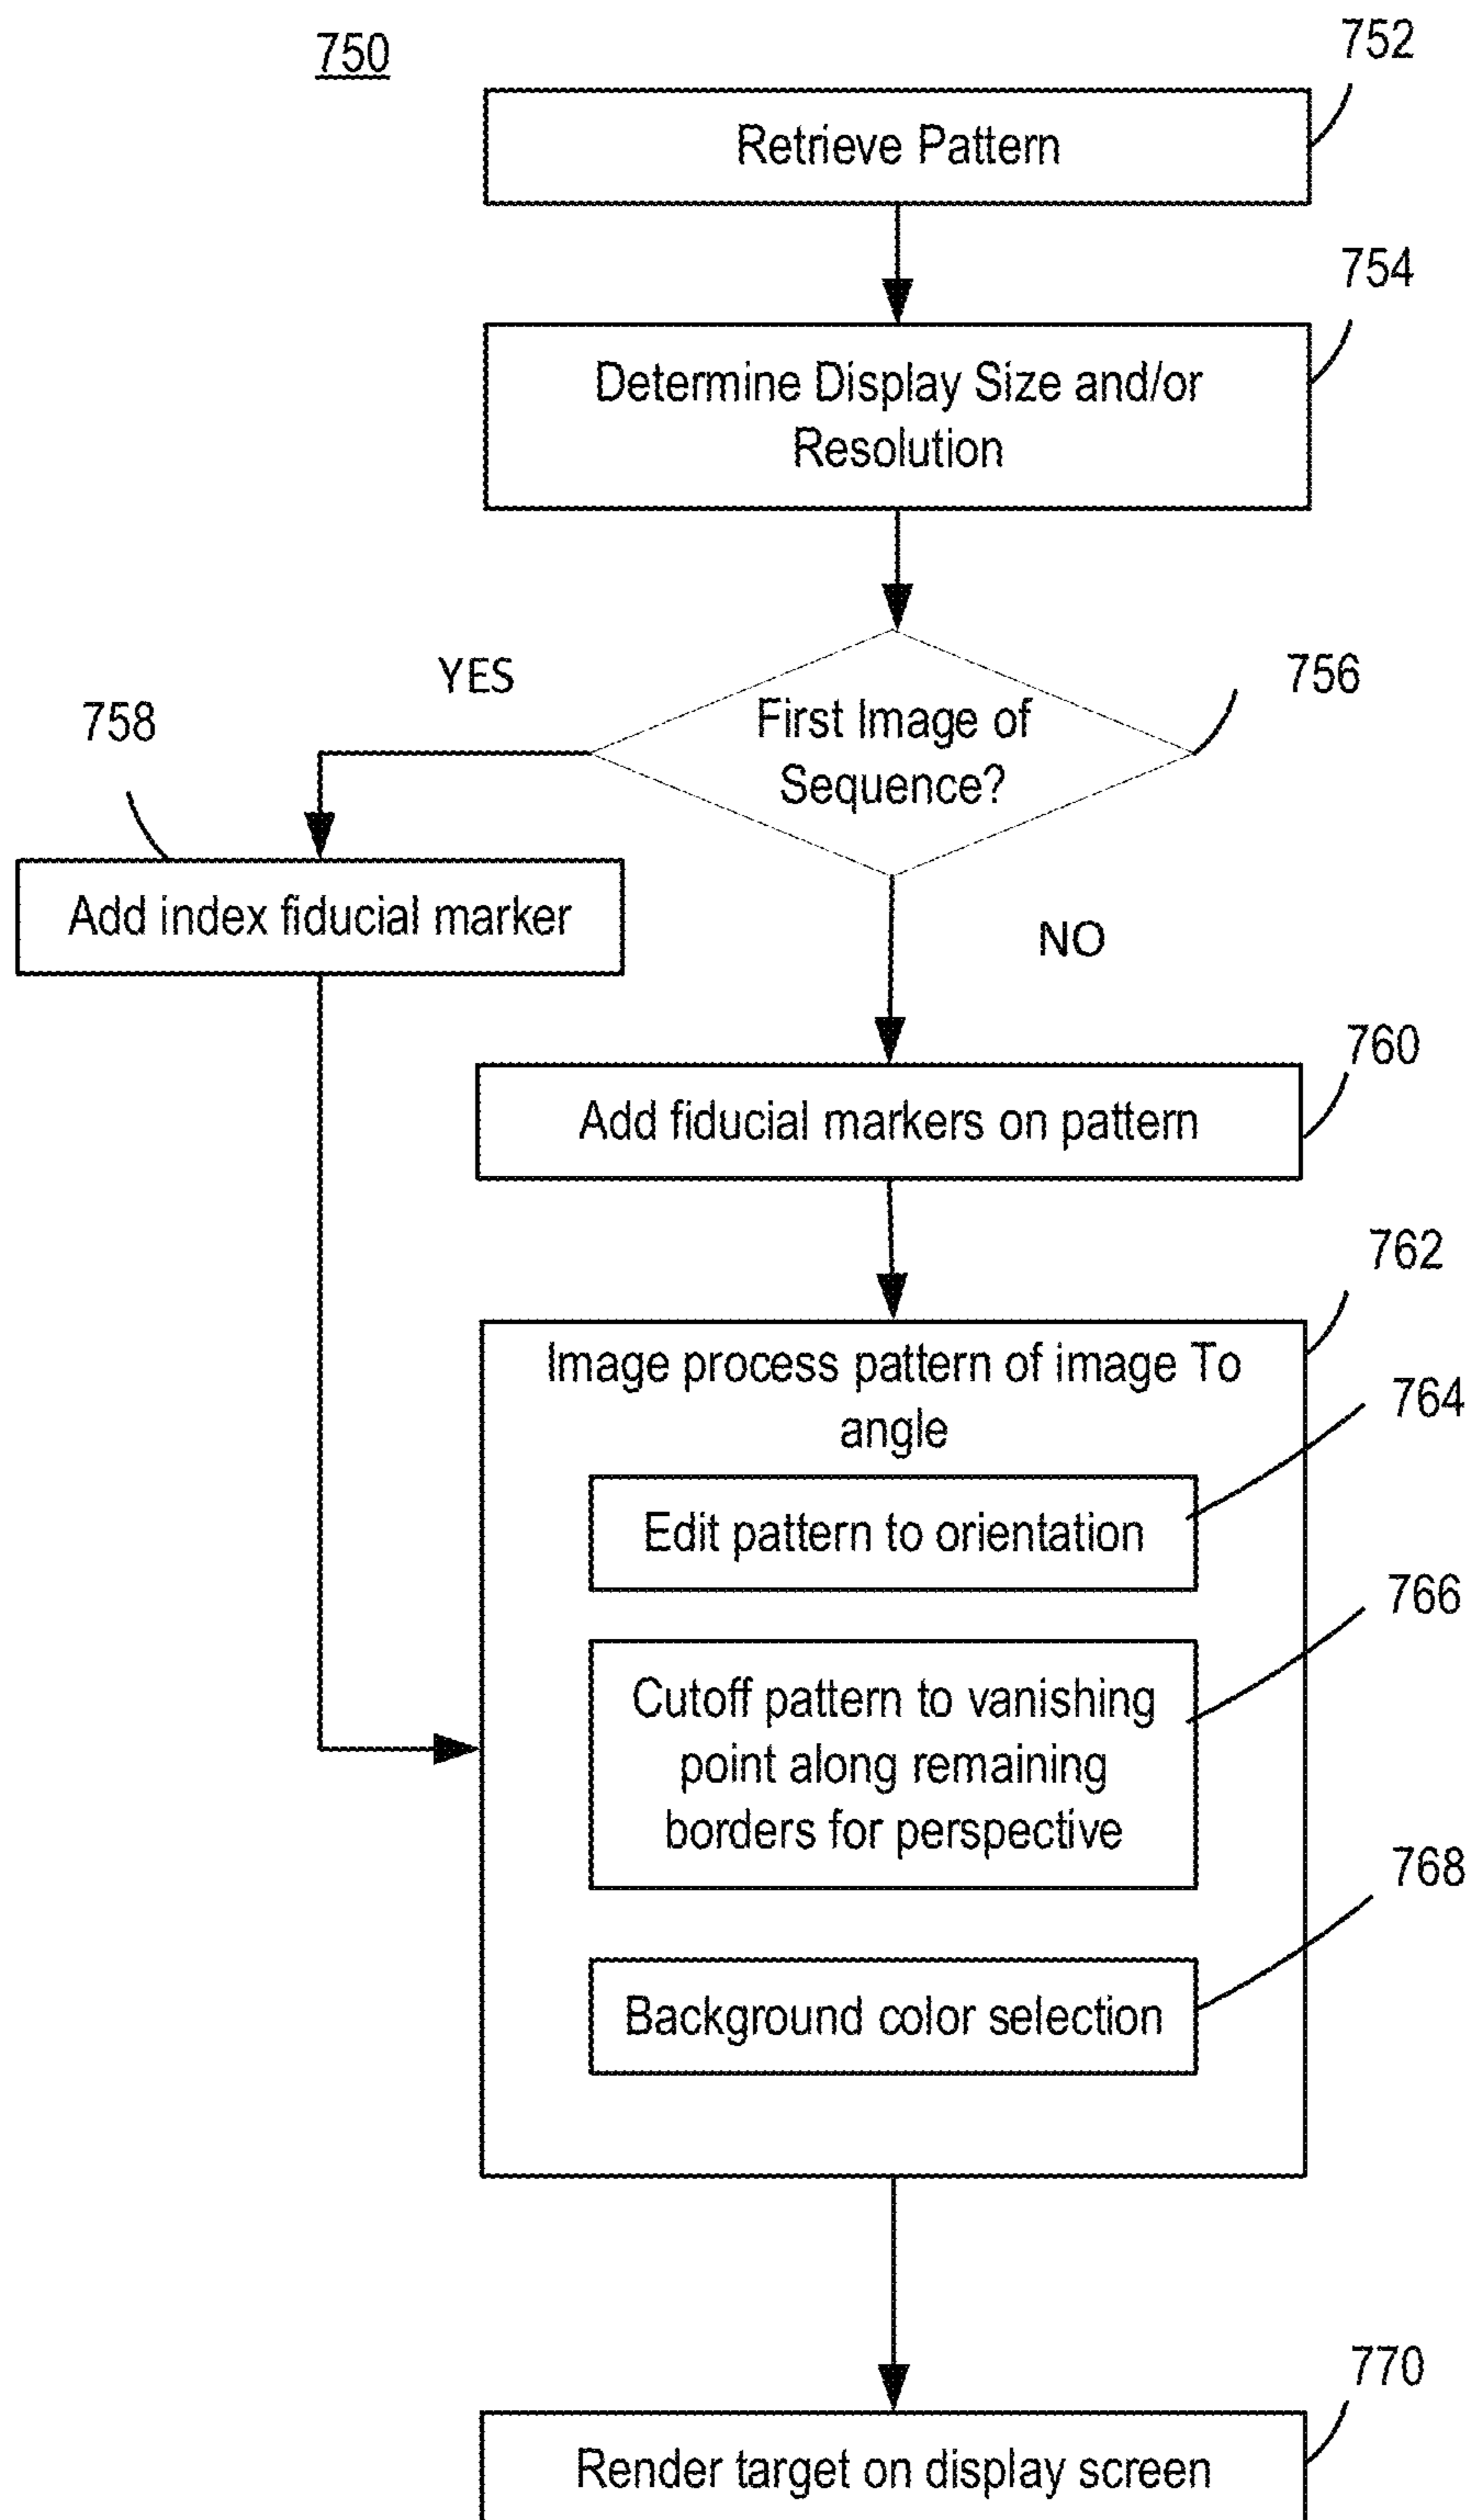 750
752
Retrieve Pattern
754
Determine Display Size and/or
Resolution
756
YES
First Image of
Sequence?
758
Add index fiducial marker
NO
760
Add fiducial markers on pattern
762
Image process pattern of image To
angle
764
Edit pattern to orientation
766
Cutoff pattern to vanishing
point along remaining
borders for perspective
768
Background color selection
770
Render target on display screen